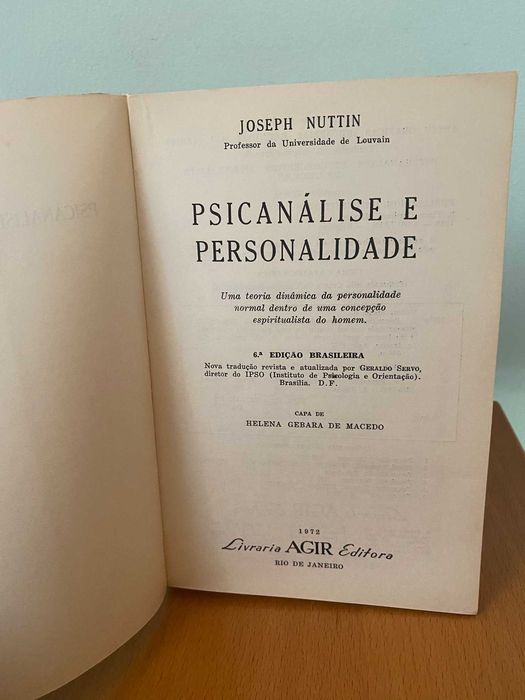 JOSEPH NUTTIN
Professor da Universidade de Louvain
PSICANÁLISE E
PERSONALIDADE
Uma teoria dinâmica da personalidade
normal dentro de uma concepção
espiritualista do homem.
6.ª EDIÇÃO BRASILEIRA
Nova tradução revista e atualizada por GERALDO SERVO,
diretor do IPSO (Instituto de Psicologia e Orientação).
Brasília. D.F.
CAPA DE
HELENA GEBARA DE MACEDO
1972
Livraria AGIR Editora
RIO DE JANEIRO